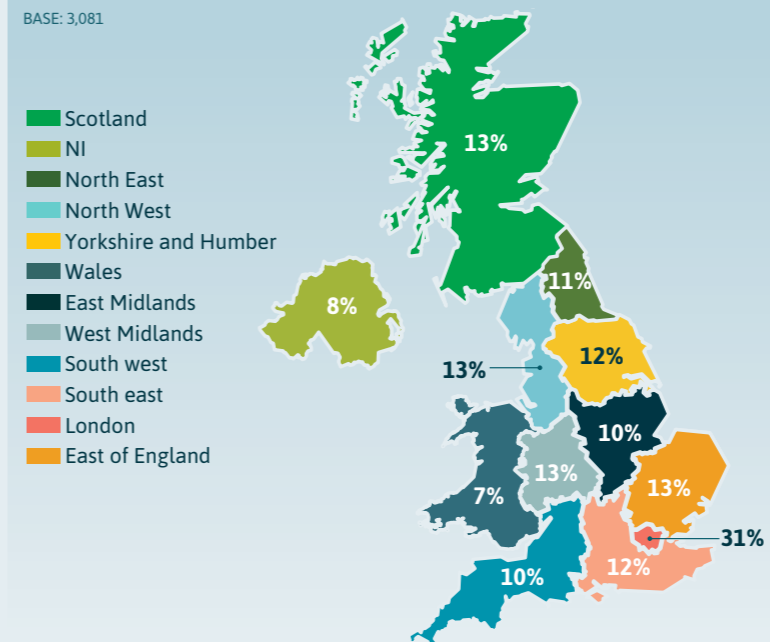 BASE: 3,081
Scotland
NI
North East
North West
Yorkshire and Humber
Wales
East Midlands
West Midlands
South west
South east
London
East of England
13%
8%
11%
13%
12%
10%
13%
7%
13%
31%
12%
10%